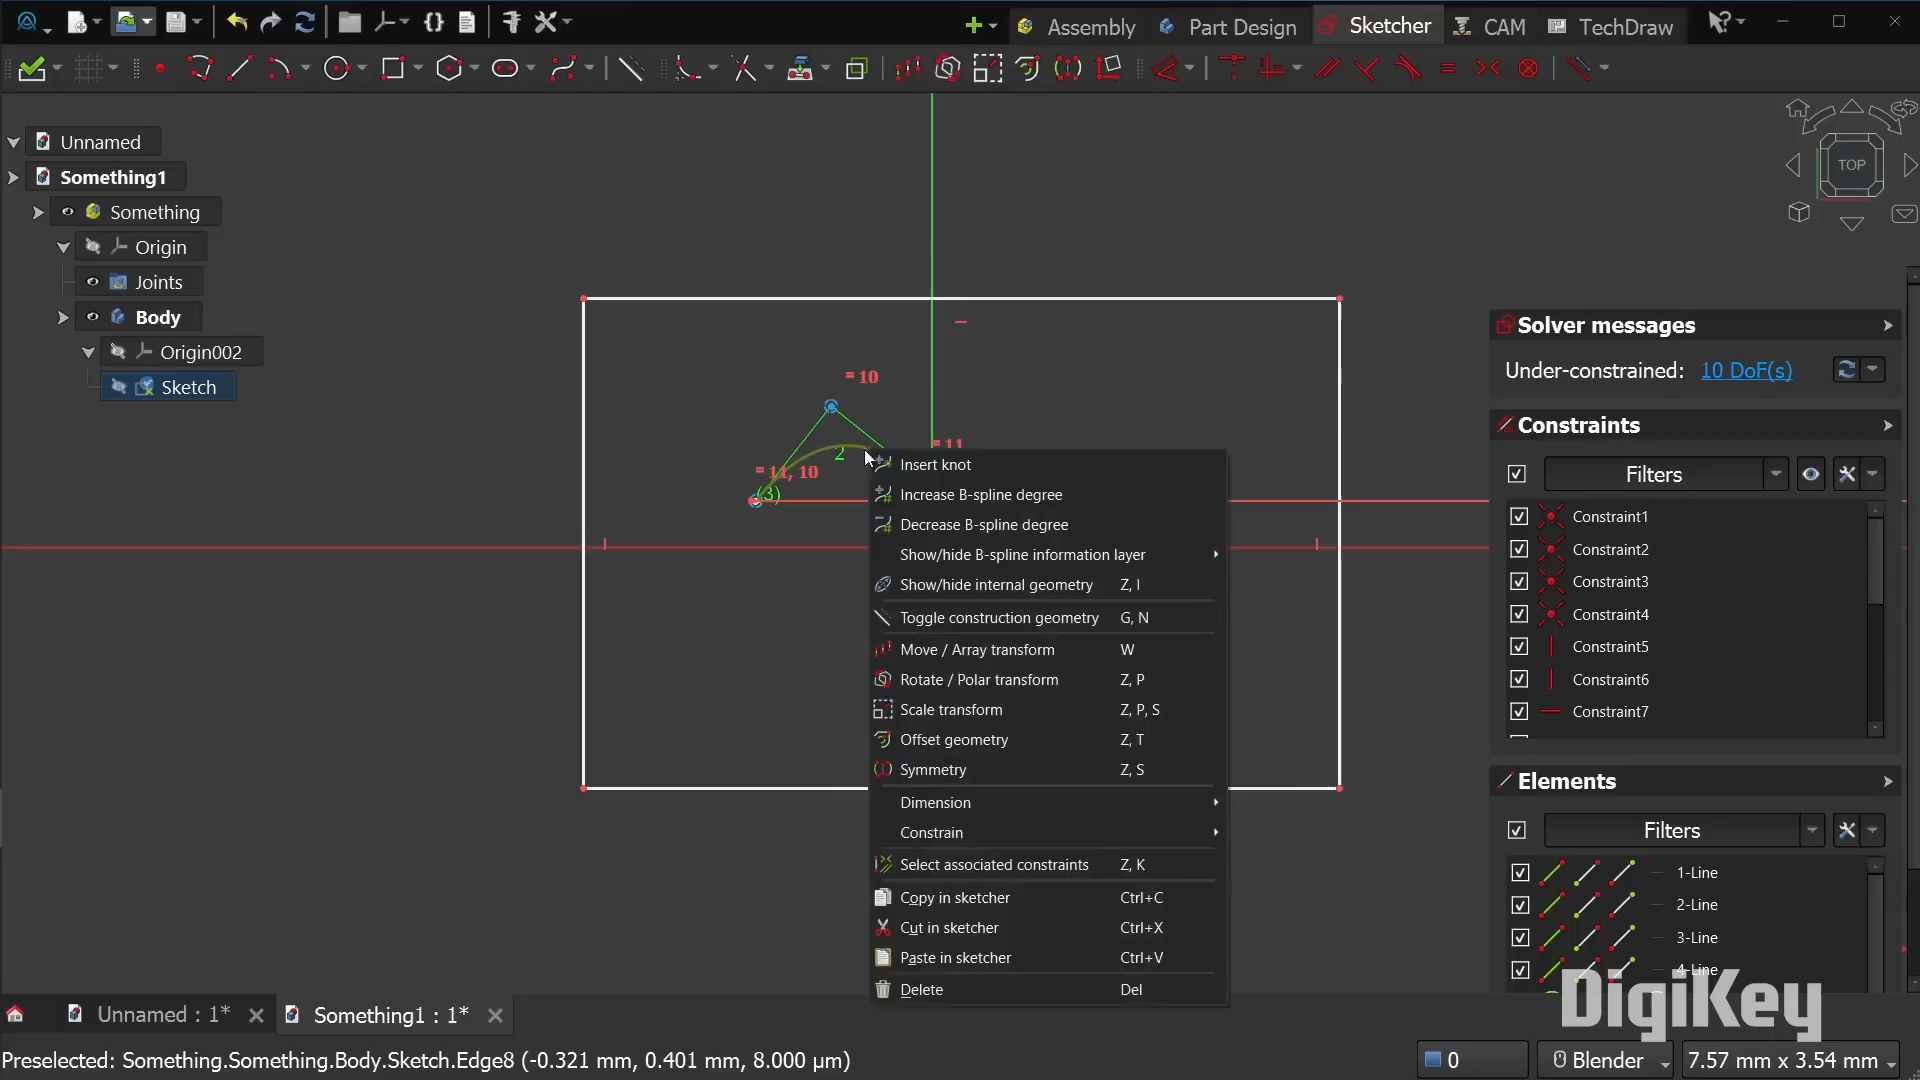 Assembly
Part Design
Sketcher
CAM
TechDraw
Unnamed
Something1
Something
Origin
Joints
Body
Origin002
Sketch
TOP
10
11
2
11, 10
(3)
Insert knot
Increase B-spline degree
Decrease B-spline degree
Show/hide B-spline information layer
Show/hide internal geometry Z, I
Toggle construction geometry G, N
Move / Array transform W
Rotate / Polar transform Z, P
Scale transform Z, P, S
Offset geometry Z, T
Symmetry Z, S
Dimension
Constrain
Select associated constraints Z, K
Copy in sketcher Ctrl+C
Cut in sketcher Ctrl+X
Paste in sketcher Ctrl+V
Delete Del
Solver messages
Under-constrained: 10 DoF(s)
Constraints
Filters
Constraint1
Constraint2
Constraint3
Constraint4
Constraint5
Constraint6
Constraint7
Elements
Filters
1-Line
2-Line
3-Line
4-Line
DigiKey
Unnamed : 1*
Something1 : 1*
Preselected: Something.Something.Body.Sketch.Edge8 (-0.321 mm, 0.401 mm, 8.000 µm)
0
Blender
7.57 mm x 3.54 mm